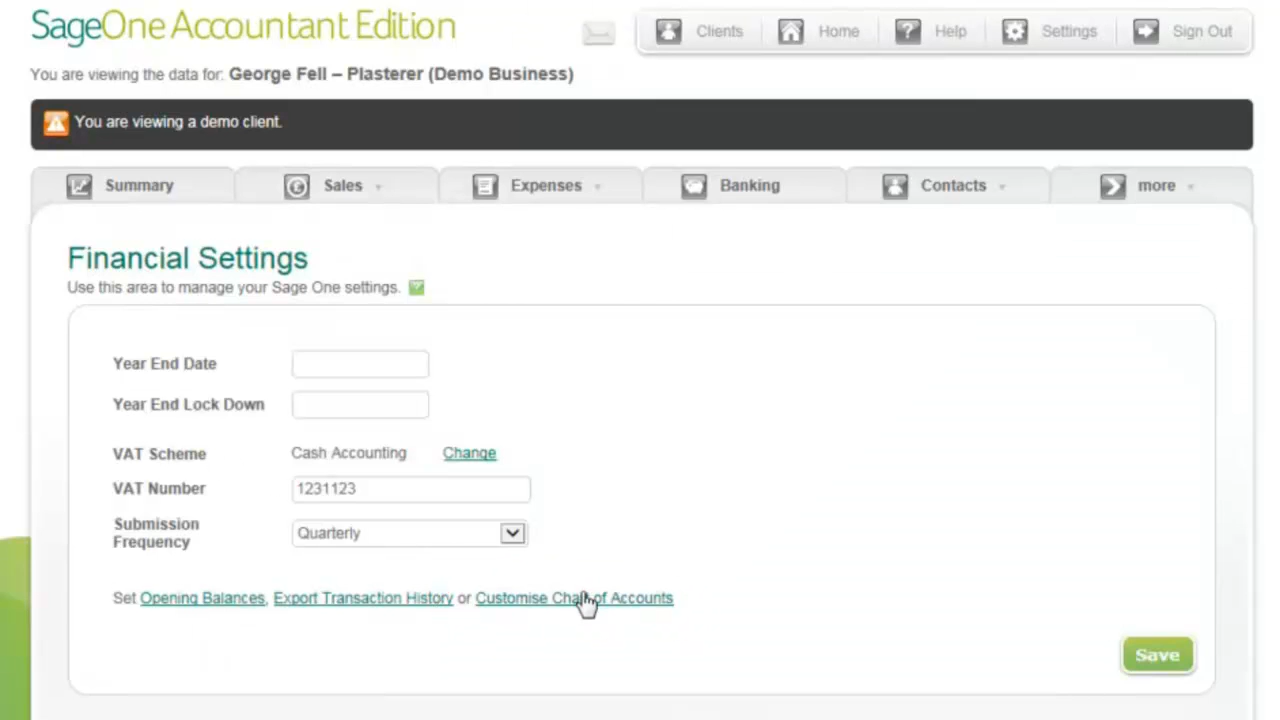 SageOne Accountant Edition
Clients Home Help Settings Sign Out
You are viewing the data for: George Fell – Plasterer (Demo Business)
You are viewing a demo client.
Summary Sales Expenses Banking Contacts more
Financial Settings
Use this area to manage your Sage One settings. ?
Year End Date
Year End Lock Down
VAT Scheme Cash Accounting Change
VAT Number 1231123
Submission
Frequency Quarterly
Set Opening Balances, Export Transaction History or Customise Chart of Accounts
Save